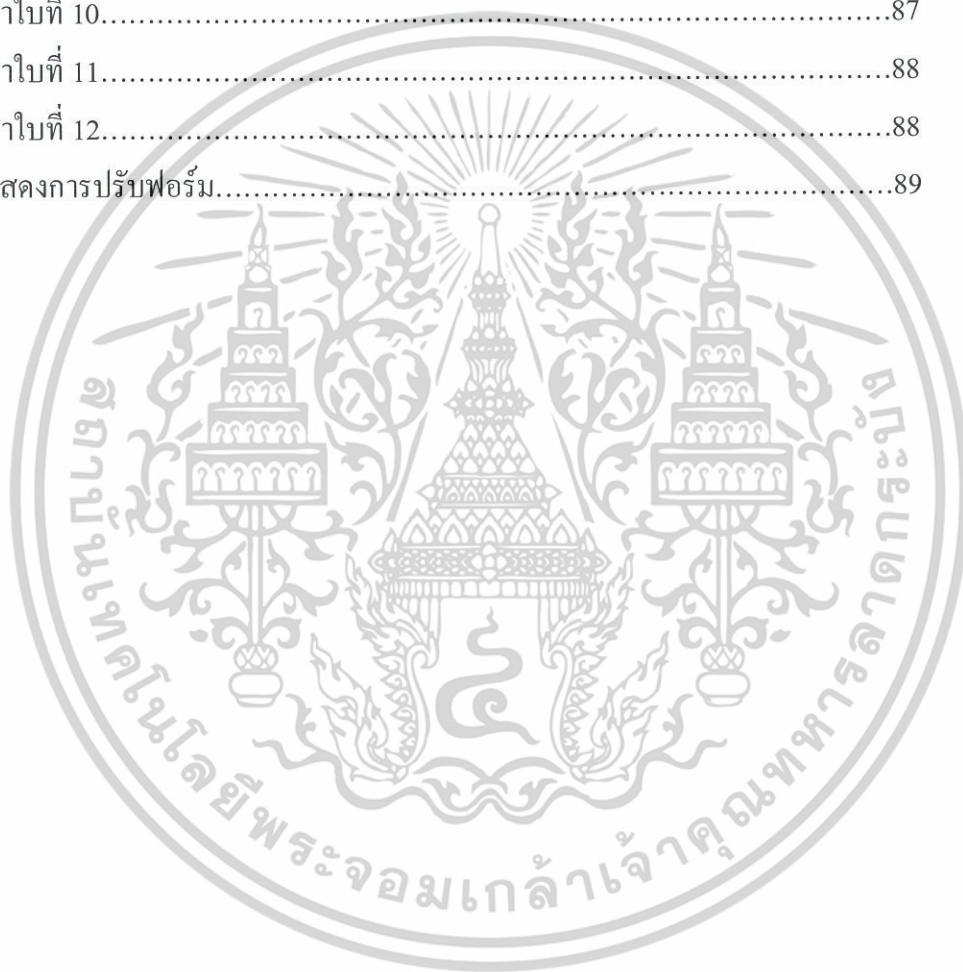 าใบที่ 10....................................................................................87
าใบที่ 11....................................................................................88
าใบที่ 12....................................................................................88
สดงการปรับฟอร์ม.........................................................................89
สถาบันเทคโนโลยีพระจอมเกล้าเจ้าคุณทหารลาดกระบัง
๔